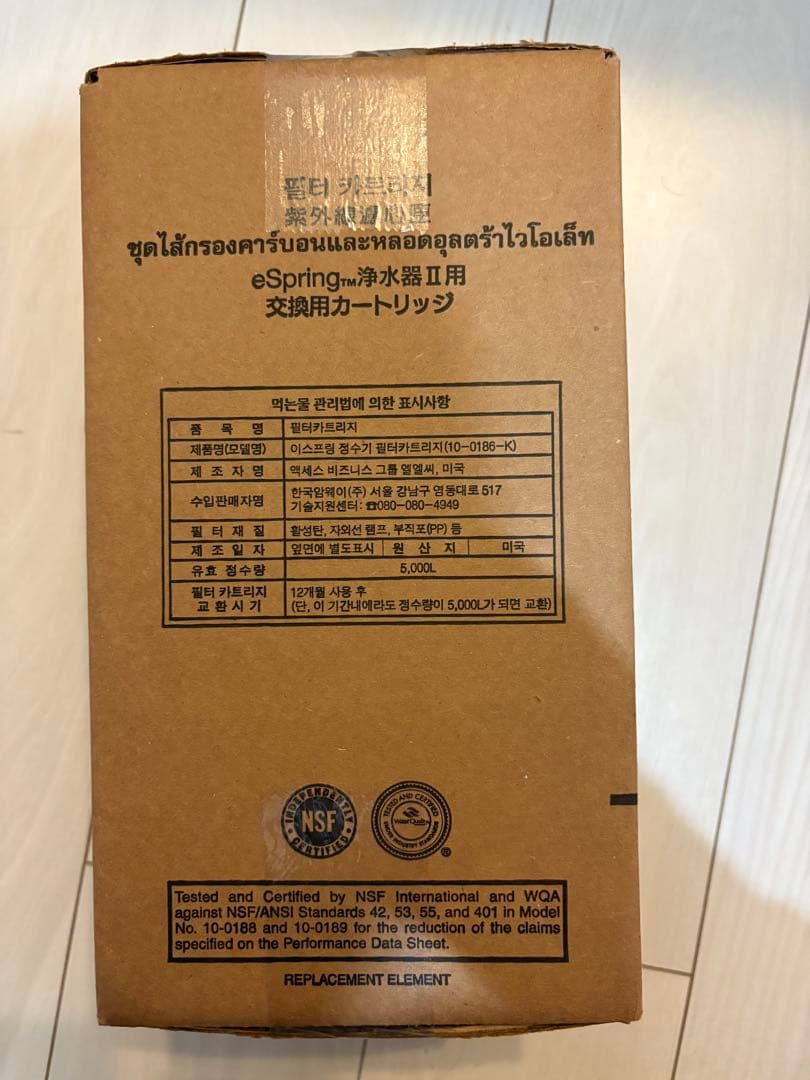 필터 카트리지
紫外線濾心匣
ชุดไส้กรองคาร์บอนและหลอดอุลตร้าไวโอเล็ท
eSpring™浄水器Ⅱ用
交換用カートリッジ
먹는물 관리법에 의한 표시사항
품 목 명 필터카트리지
제품명(모델명) 이스프링 정수기 필터카트리지(10-0186-K)
제 조 자 명 액세스 비즈니스 그룹 엘엘씨, 미국
수입판매자명 한국암웨이(주) 서울 강남구 영동대로 517
기술지원센터: ☎080-080-4949
필 터 재 질 활성탄, 자외선 램프, 부직포(PP) 등
제 조 일 자 옆면에 별도표시 원 산 지 미국
유효 정수량 5,000L
필터 카트리지 12개월 사용 후
교 환 시 기 (단, 이 기간내에라도 정수량이 5,000L가 되면 교환)
INDEPENDENTLY
NSF
CERTIFIED
TESTED AND CERTIFIED
Water Quality
UNDER INDUSTRY STANDARDS
®
Tested and Certified by NSF International and WQA
against NSF/ANSI Standards 42, 53, 55, and 401 in Model
No. 10-0188 and 10-0189 for the reduction of the claims
specified on the Performance Data Sheet.
REPLACEMENT ELEMENT